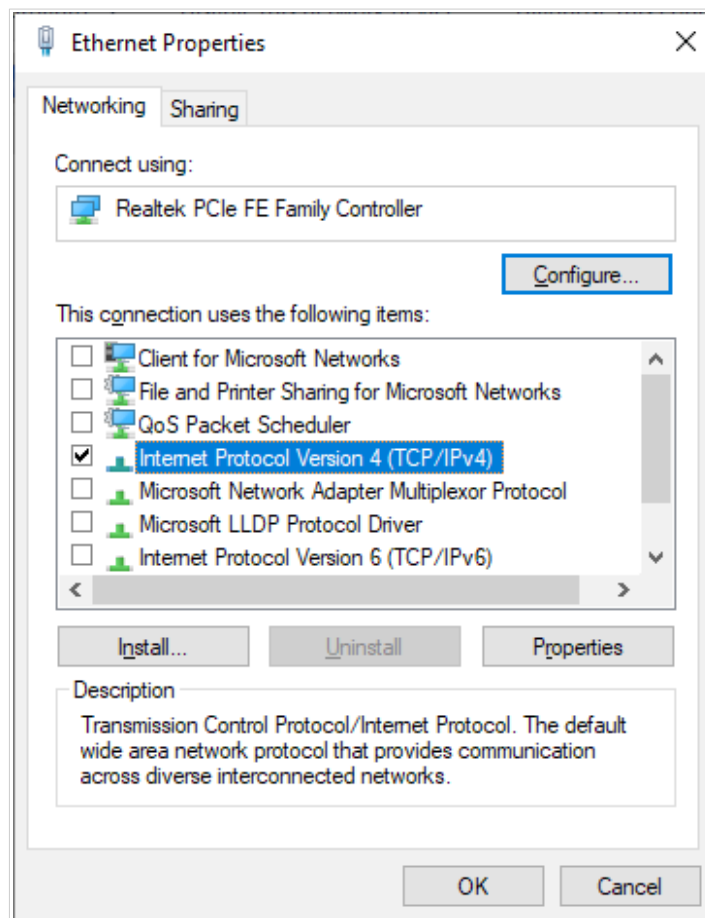 Ethernet Properties
Networking
Sharing
Connect using:
Realtek PCIe FE Family Controller
Configure...
This connection uses the following items:
Client for Microsoft Networks
File and Printer Sharing for Microsoft Networks
QoS Packet Scheduler
Internet Protocol Version 4 (TCP/IPv4)
Microsoft Network Adapter Multiplexor Protocol
Microsoft LLDP Protocol Driver
Internet Protocol Version 6 (TCP/IPv6)
Install...
Uninstall
Properties
Description
Transmission Control Protocol/Internet Protocol. The default
wide area network protocol that provides communication
across diverse interconnected networks.
OK
Cancel